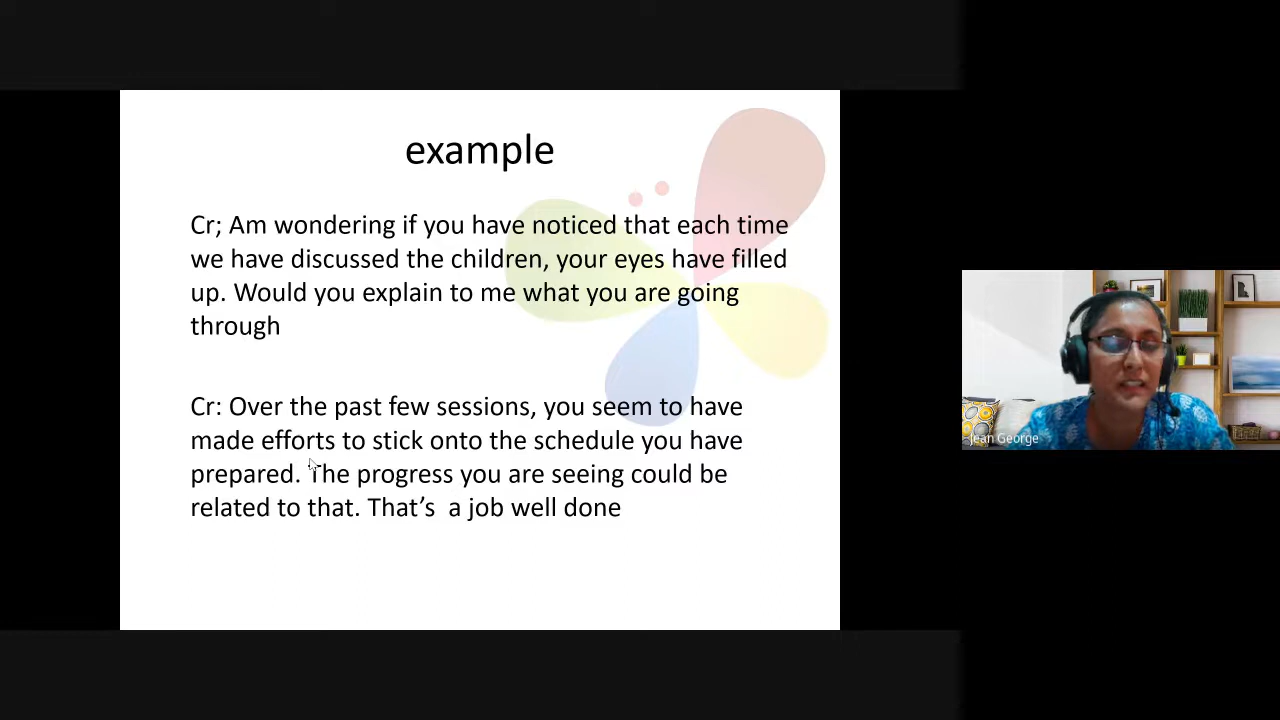 example
Cr; Am wondering if you have noticed that each time
we have discussed the children, your eyes have filled
up. Would you explain to me what you are going
through
Cr: Over the past few sessions, you seem to have
made efforts to stick onto the schedule you have
prepared. The progress you are seeing could be
related to that. That’s  a job well done
Jean George